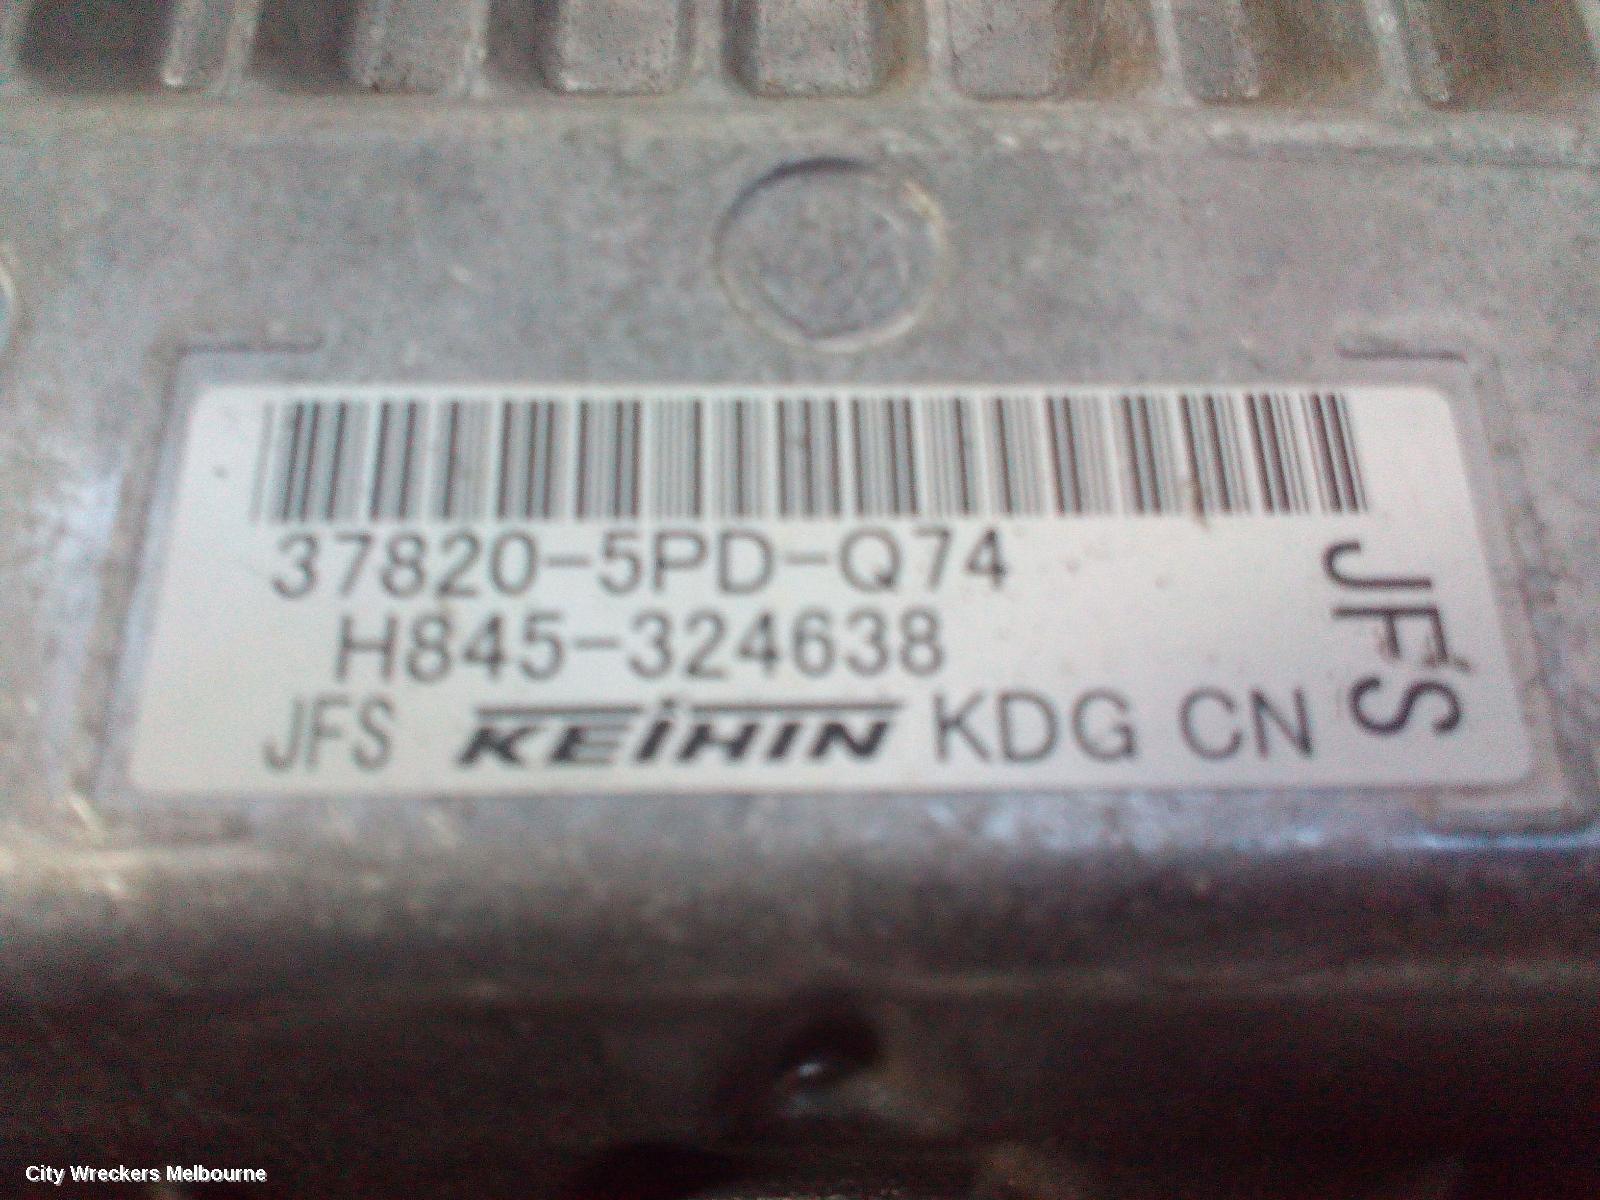 37820-5PD-Q74
H845-324638
JFS KEIHIN KDG CN
JFS
City Wreckers Melbourne